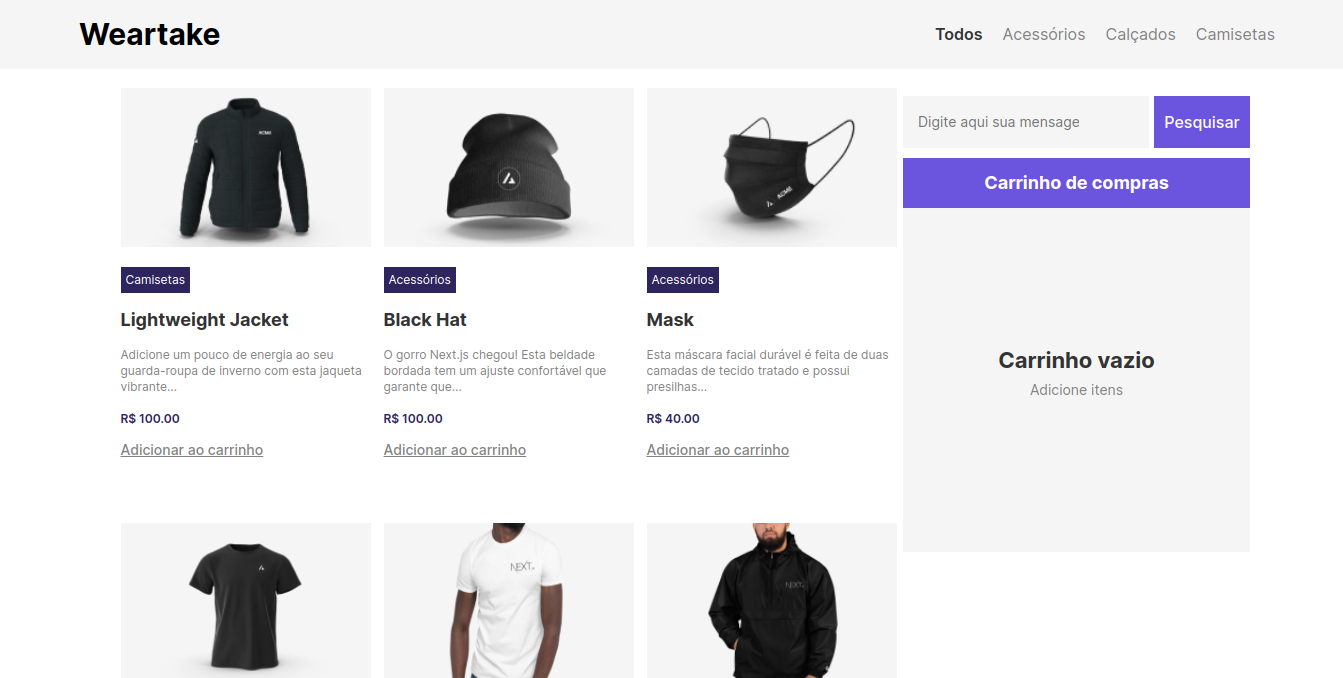 Weartake
Todos Acessórios Calçados Camisetas
ACME
ACME
Digite aqui sua mensage
Pesquisar
Carrinho de compras
Camisetas
Lightweight Jacket
Adicione um pouco de energia ao seu
guarda-roupa de inverno com esta jaqueta
vibrante...
R$ 100.00
Adicionar ao carrinho
Acessórios
Black Hat
O gorro Next.js chegou! Esta beldade
bordada tem um ajuste confortável que
garante que...
R$ 100.00
Adicionar ao carrinho
Acessórios
Mask
Esta máscara facial durável é feita de duas
camadas de tecido tratado e possui
presilhas...
R$ 40.00
Adicionar ao carrinho
Carrinho vazio
Adicione itens
NEXT.
NEXT.